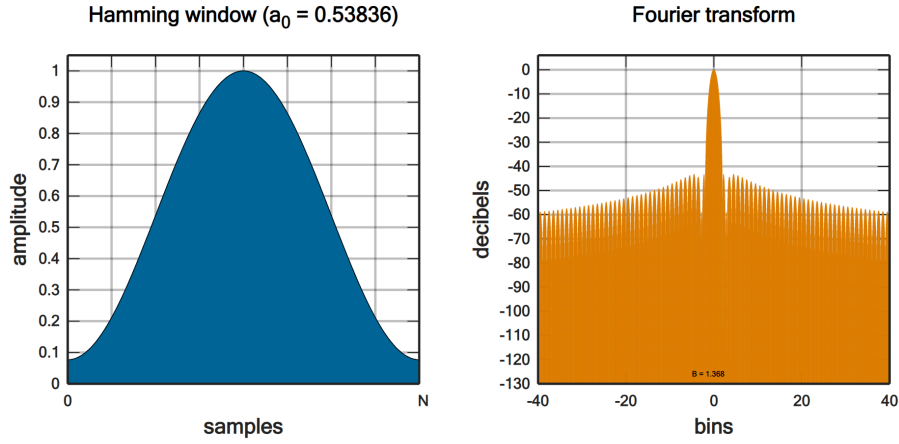 Hamming window (a0 = 0.53836)
amplitude
1
0.9
0.8
0.7
0.6
0.5
0.4
0.3
0.2
0.1
0
0 N
samples
Fourier transform
decibels
0
-10
-20
-30
-40
-50
-60
-70
-80
-90
-100
-110
-120
-130
B = 1.368
-40 -20 0 20 40
bins